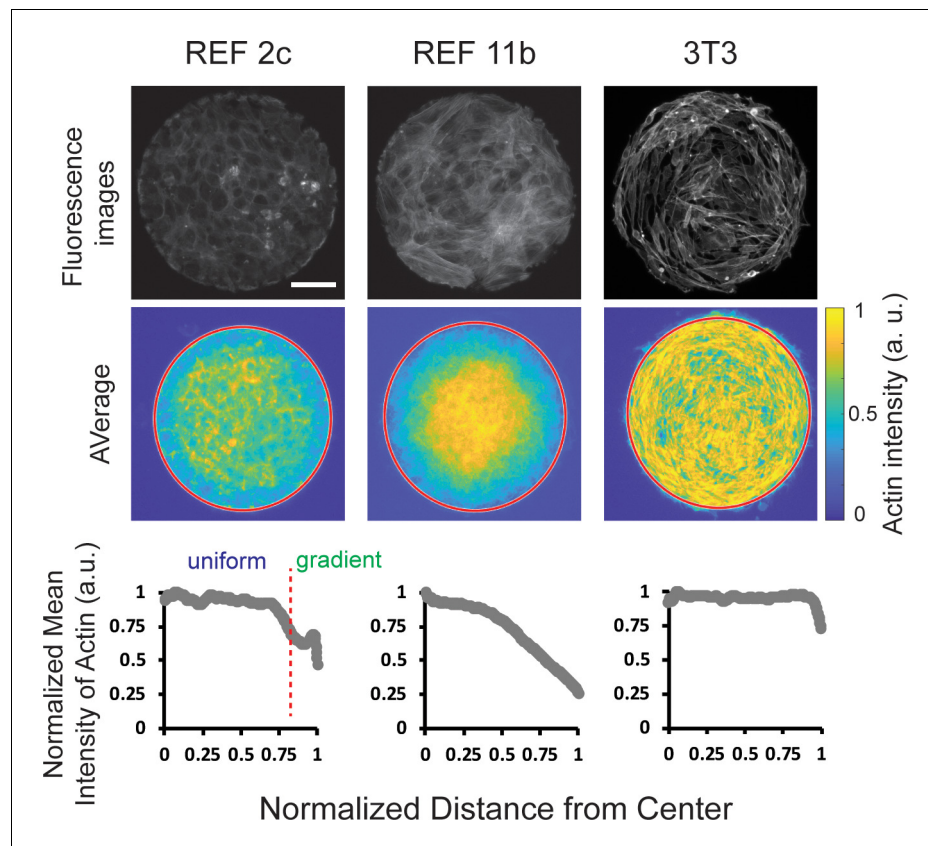 REF 2c
REF 11b
3T3
Fluorescence
images
AVerage
1
0.5
0
Actin intensity (a. u.)
uniform
gradient
Normalized Mean
Intensity of Actin (a.u.)
1
0.75
0.5
0.25
0
0 0.25 0.5 0.75 1
1
0.75
0.5
0.25
0
0 0.25 0.5 0.75 1
1
0.75
0.5
0.25
0
0 0.25 0.5 0.75 1
Normalized Distance from Center